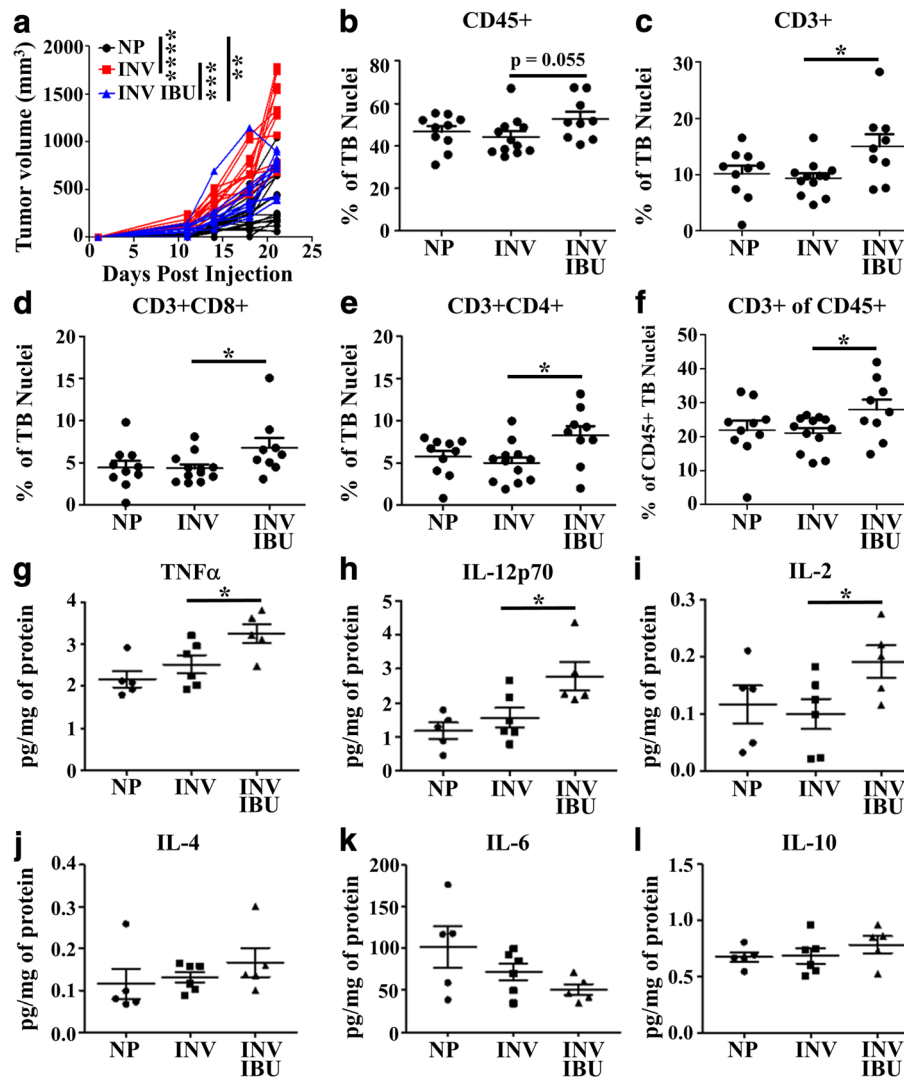 a
Tumor volume (mm³)
2000
1500
1000
500
0
0 5 10 15 20 25
Days Post Injection
NP
INV
INV IBU
****
***
**
b
CD45+
% of TB Nuclei
80
60
40
20
0
p = 0.055
NP INV INV
IBU
c
CD3+
% of TB Nuclei
30
20
10
0
*
NP INV INV
IBU
d
CD3+CD8+
% of TB Nuclei
20
15
10
5
0
*
NP INV INV
IBU
e
CD3+CD4+
% of TB Nuclei
20
15
10
5
0
*
NP INV INV
IBU
f
CD3+ of CD45+
% of CD45+ TB Nuclei
50
40
30
20
10
0
*
NP INV INV
IBU
g
TNFα
pg/mg of protein
4
3
2
1
0
*
NP INV INV
IBU
h
IL-12p70
pg/mg of protein
5
4
3
2
1
0
*
NP INV INV
IBU
i
IL-2
pg/mg of protein
0.3
0.2
0.1
0.0
*
NP INV INV
IBU
j
IL-4
pg/mg of protein
0.4
0.3
0.2
0.1
0.0
NP INV INV
IBU
k
IL-6
pg/mg of protein
200
150
100
50
0
NP INV INV
IBU
l
IL-10
pg/mg of protein
1.5
1.0
0.5
0.0
NP INV INV
IBU